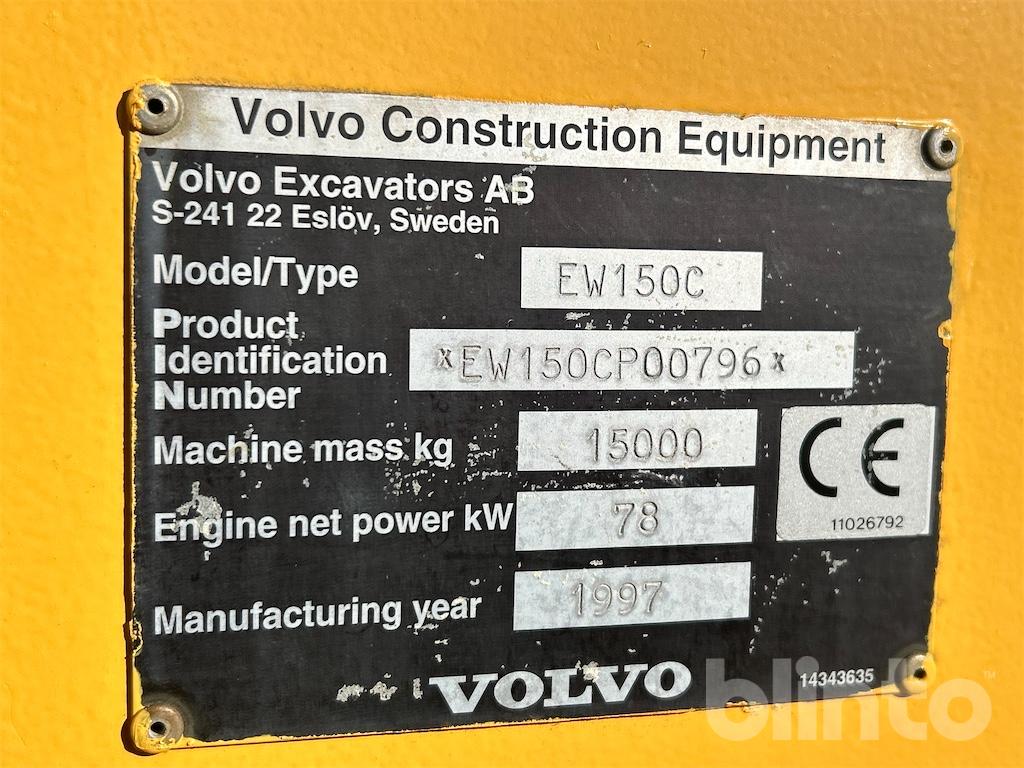 Volvo Construction Equipment
Volvo Excavators AB
S-241 22 Eslöv, Sweden
Model/Type EW150C
Product
Identification *EW150CP00796*
Number
Machine mass kg 15000
Engine net power kW 78
CE
11026792
Manufacturing year 1997
VOLVO
14343635
blinto™